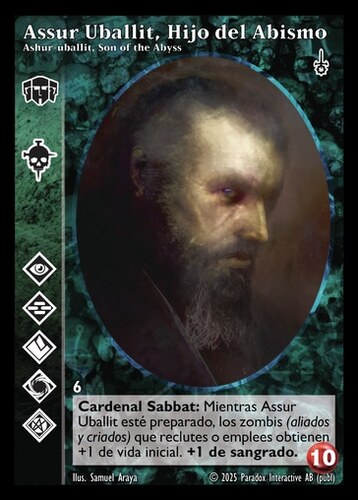 Assur Uballit, Hijo del Abismo
Ashur-uballit, Son of the Abyss
6
Cardenal Sabbat: Mientras Assur
Uballit esté preparado, los zombis (aliados
y criados) que reclutes o emplees obtienen
+1 de vida inicial. +1 de sangrado.
10
Ilus. Samuel Araya
© 2025 Paradox Interactive AB (publ)